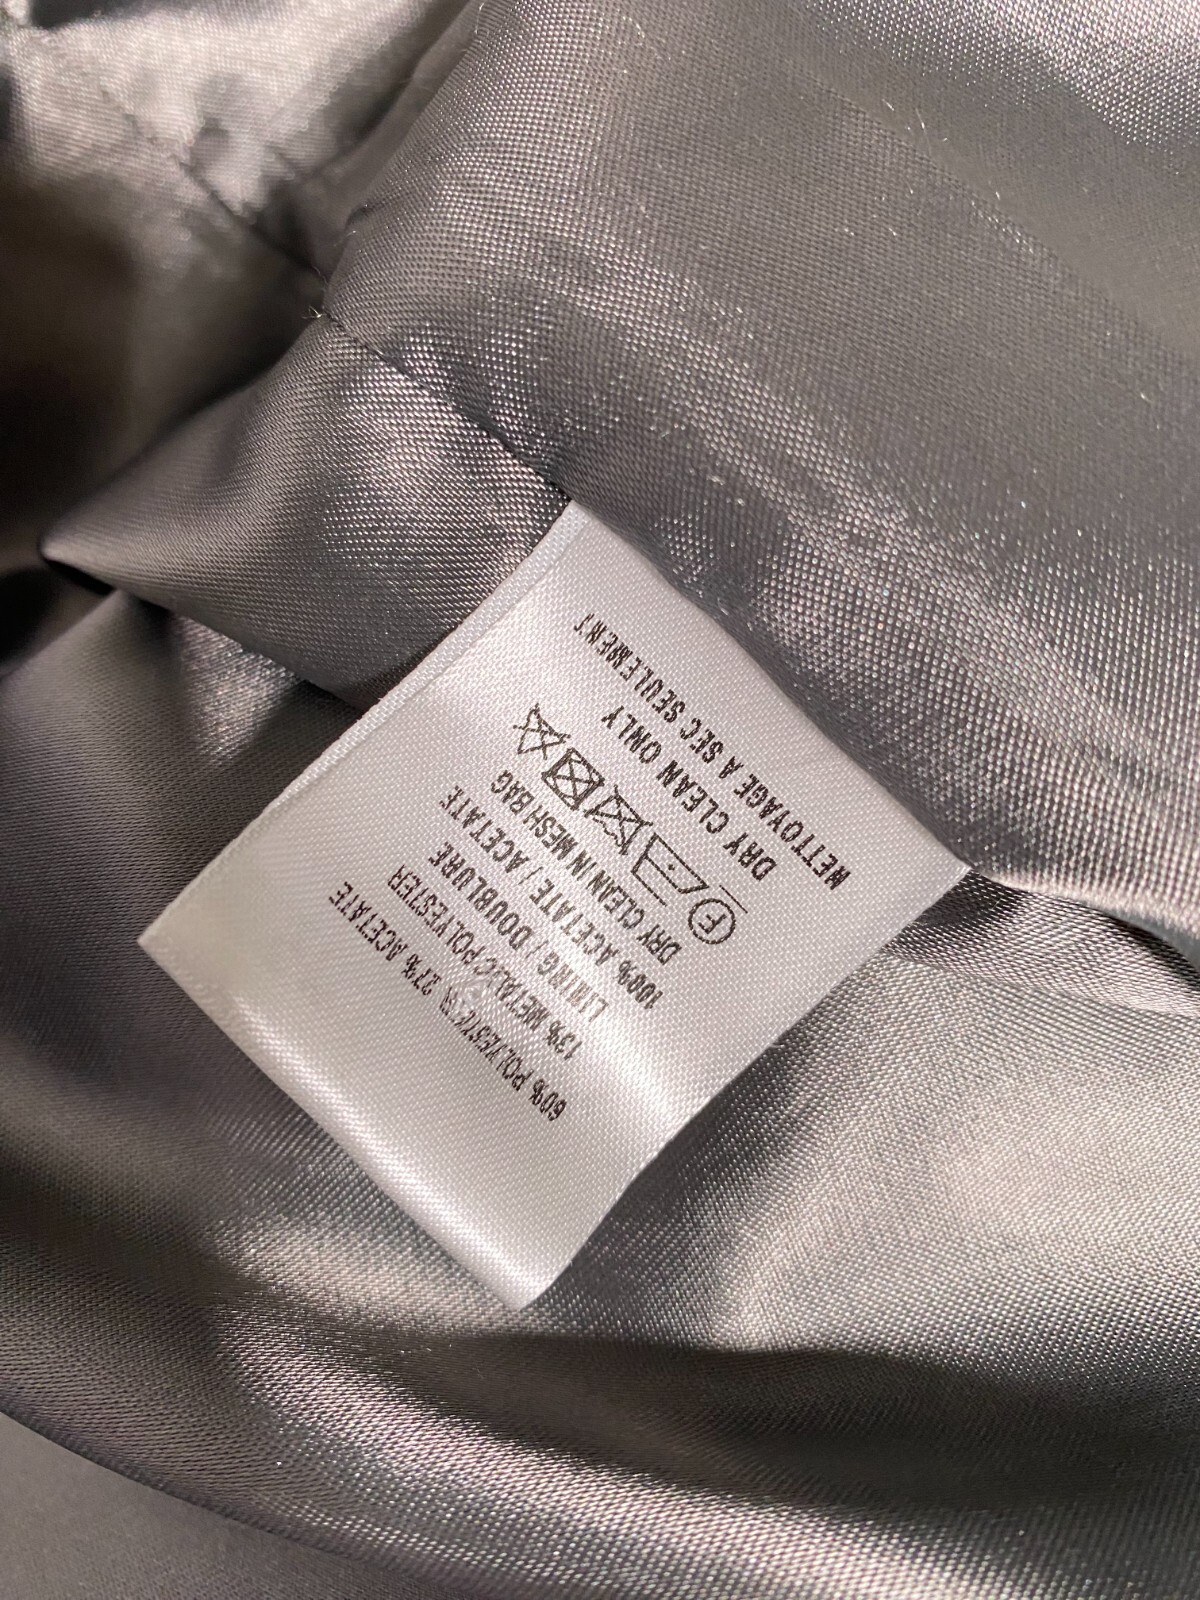 60% POLYESTER 27% ACETATE
13% METALIC POLYESTER
LINING / DOUBLURE
100% ACETATE / ACETATE
DRY CLEAN IN MESH BAG
F
DRY CLEAN ONLY
NETTOYAGE A SEC SEULEMENT